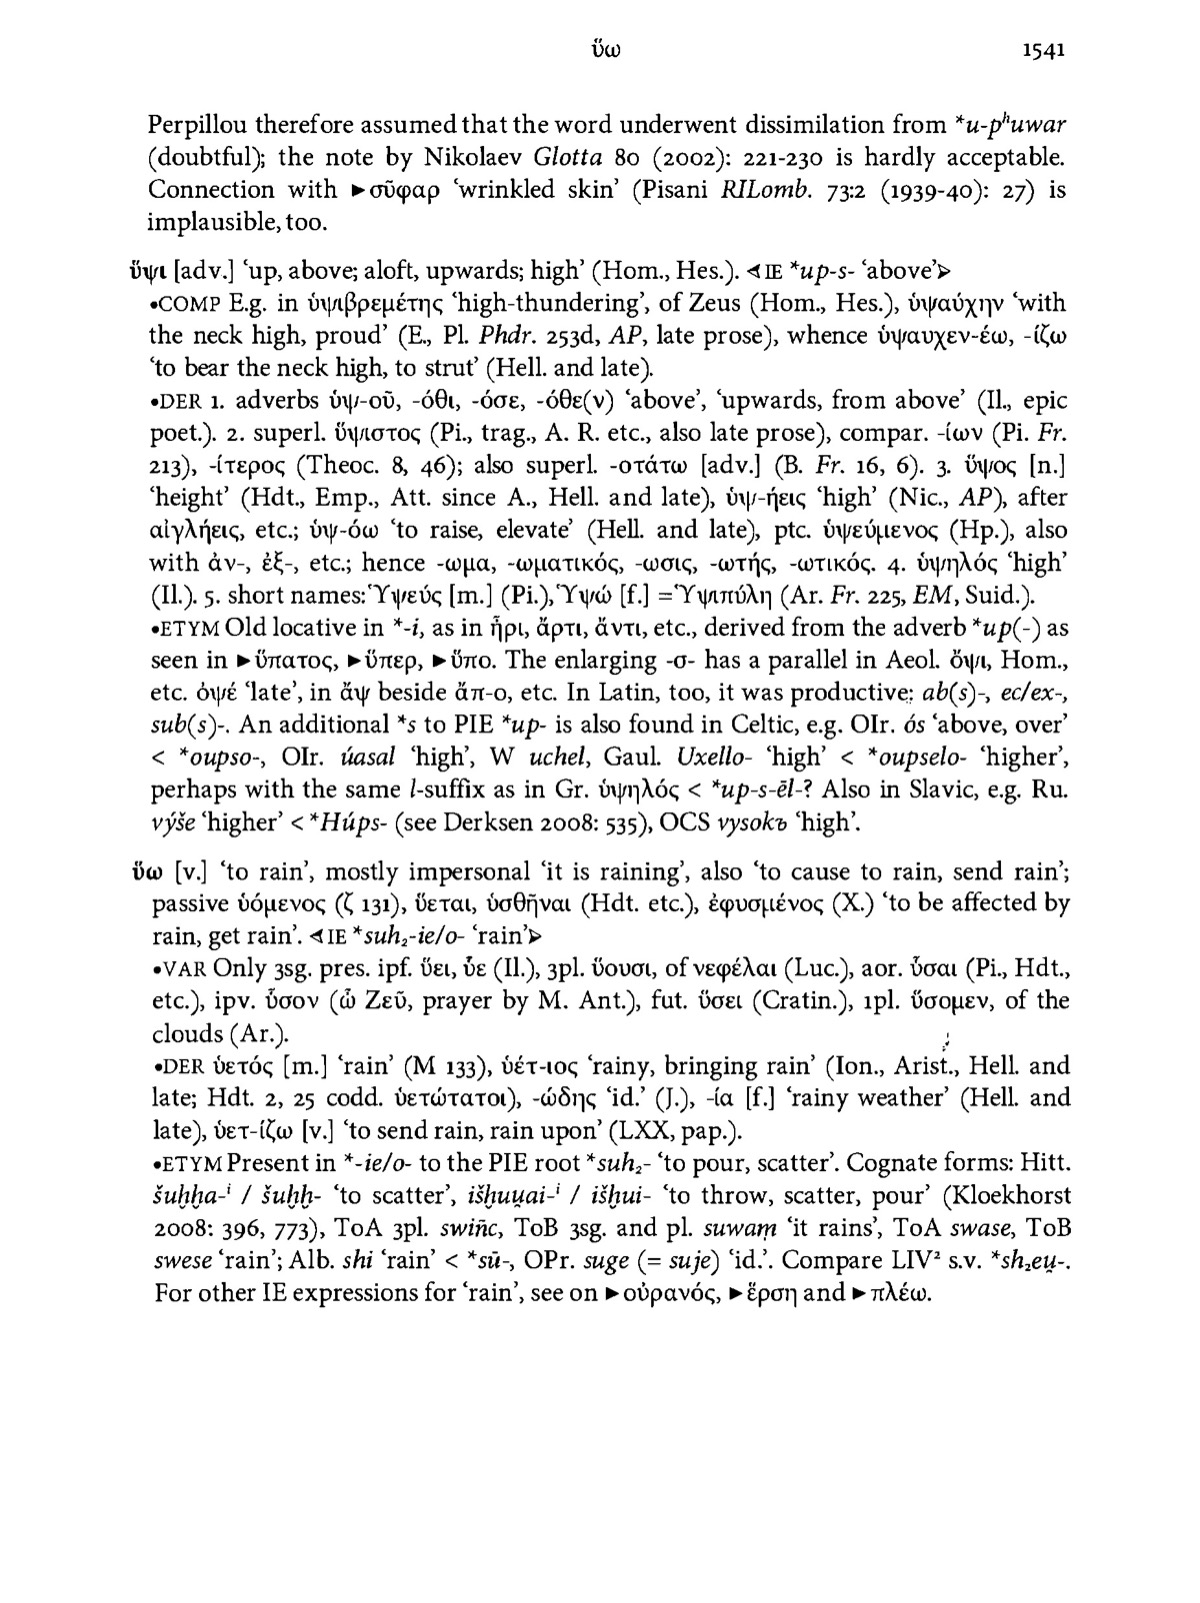 ὕω 1541
Perpillou therefore assumed that the word underwent dissimilation from *u-pʰuwar
(doubtful); the note by Nikolaev Glotta 80 (2002): 221-230 is hardly acceptable.
Connection with ►σῦφαρ ‘wrinkled skin’ (Pisani RILomb. 73:2 (1939-40): 27) is
implausible, too.
ὕψι [adv.] ‘up, above; aloft, upwards; high’ (Hom., Hes.). ⋖IE *up-s- ‘above’⋗
•COMP E.g. in ὑψιβρεμέτης ‘high-thundering’, of Zeus (Hom., Hes.), ὑψαύχην ‘with
the neck high, proud’ (E., Pl. Phdr. 253d, AP, late prose), whence ὑψαυχεν-έω, -ίζω
‘to bear the neck high, to strut’ (Hell. and late).
•DER 1. adverbs ὑψ-οῦ, -όθι, -όσε, -όθε(ν) ‘above’, ‘upwards, from above’ (Il., epic
poet.). 2. superl. ὕψιστος (Pi., trag., A. R. etc., also late prose), compar. -ίων (Pi. Fr.
213), -ίτερος (Theoc. 8, 46); also superl. -οτάτω [adv.] (B. Fr. 16, 6). 3. ὕψος [n.]
‘height’ (Hdt., Emp., Att. since A., Hell. and late), ὑψ-ήεις ‘high’ (Nic., AP), after
αἰγλήεις, etc.; ὑψ-όω ‘to raise, elevate’ (Hell. and late), ptc. ὑψεύμενος (Hp.), also
with ἀν-, ἐξ-, etc.; hence -ωμα, -ωματικός, -ωσις, -ωτής, -ωτικός. 4. ὑψηλός ‘high’
(Il.). 5. short names: Ὑψεύς [m.] (Pi.), Ὑψώ [f.] = Ὑψιπύλη (Ar. Fr. 225, EM, Suid.).
•ETYM Old locative in *-i, as in ἦρι, ἄρτι, ἄντι, etc., derived from the adverb *up(-) as
seen in ►ὕπατος, ►ὕπερ, ►ὕπο. The enlarging -σ- has a parallel in Aeol. ὄψι, Hom.,
etc. ὀψέ ‘late’, in ἄψ beside ἄπ-ο, etc. In Latin, too, it was productive: ab(s)-, ec/ex-,
sub(s)-. An additional *s to PIE *up- is also found in Celtic, e.g. OIr. ós ‘above, over’
< *oupso-, OIr. úasal ‘high’, W uchel, Gaul. Uxello- ‘high’ < *oupselo- ‘higher’,
perhaps with the same l-suffix as in Gr. ὑψηλός < *up-s-ēl-? Also in Slavic, e.g. Ru.
výše ‘higher’ < *Húps- (see Derksen 2008: 535), OCS vysokъ ‘high’.
ὕω [v.] ‘to rain’, mostly impersonal ‘it is raining’, also ‘to cause to rain, send rain’;
passive ὑόμενος (ζ 131), ὕεται, ὑσθῆναι (Hdt. etc.), ἐφυσμένος (X.) ‘to be affected by
rain, get rain’. ⋖IE *suh₂-ie/o- ‘rain’⋗
•VAR Only 3sg. pres. ipf. ὕει, ὗε (Il.), 3pl. ὕουσι, of νεφέλαι (Luc.), aor. ὗσαι (Pi., Hdt.,
etc.), ipv. ὗσον (ὦ Ζεῦ, prayer by M. Ant.), fut. ὕσει (Cratin.), 1pl. ὕσομεν, of the
clouds (Ar.).
•DER ὑετός [m.] ‘rain’ (Μ 133), ὑέτ-ιος ‘rainy, bringing rain’ (Ion., Arist., Hell. and
late; Hdt. 2, 25 codd. ὑετώτατοι), -ώδης ‘id.’ (J.), -ία [f.] ‘rainy weather’ (Hell. and
late), ὑετ-ίζω [v.] ‘to send rain, rain upon’ (LXX, pap.).
•ETYM Present in *-ie/o- to the PIE root *suh₂- ‘to pour, scatter’. Cognate forms: Hitt.
šuḫḫa-ⁱ / šuḫḫ- ‘to scatter’, išḫuu̯ai-ⁱ / išḫui- ‘to throw, scatter, pour’ (Kloekhorst
2008: 396, 773), ToA 3pl. swiñc, ToB 3sg. and pl. suwaṃ ‘it rains’, ToA swase, ToB
swese ‘rain’; Alb. shi ‘rain’ < *sū-, OPr. suge (= suje) ‘id.’. Compare LIV² s.v. *sh₂eu̯-.
For other IE expressions for ‘rain’, see on ►οὐρανός, ►ἕρση and ►πλέω.